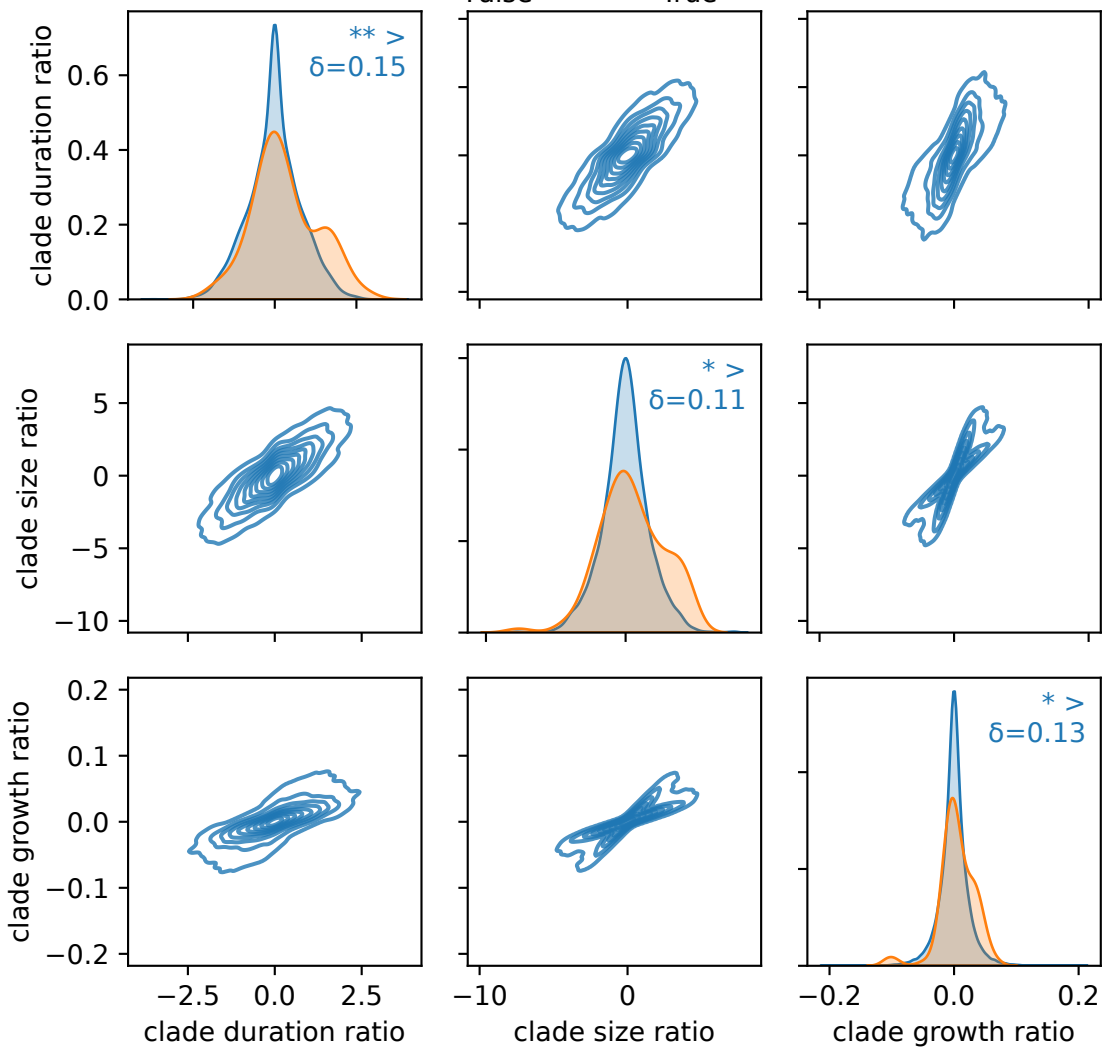 False True
clade duration ratio
0.6
0.4
0.2
0.0
** >
δ=0.15
clade size ratio
5
0
−5
−10
* >
δ=0.11
clade growth ratio
0.2
0.1
0.0
−0.1
−0.2
* >
δ=0.13
−2.5 0.0 2.5
−10 0
−0.2 0.0 0.2
clade duration ratio
clade size ratio
clade growth ratio